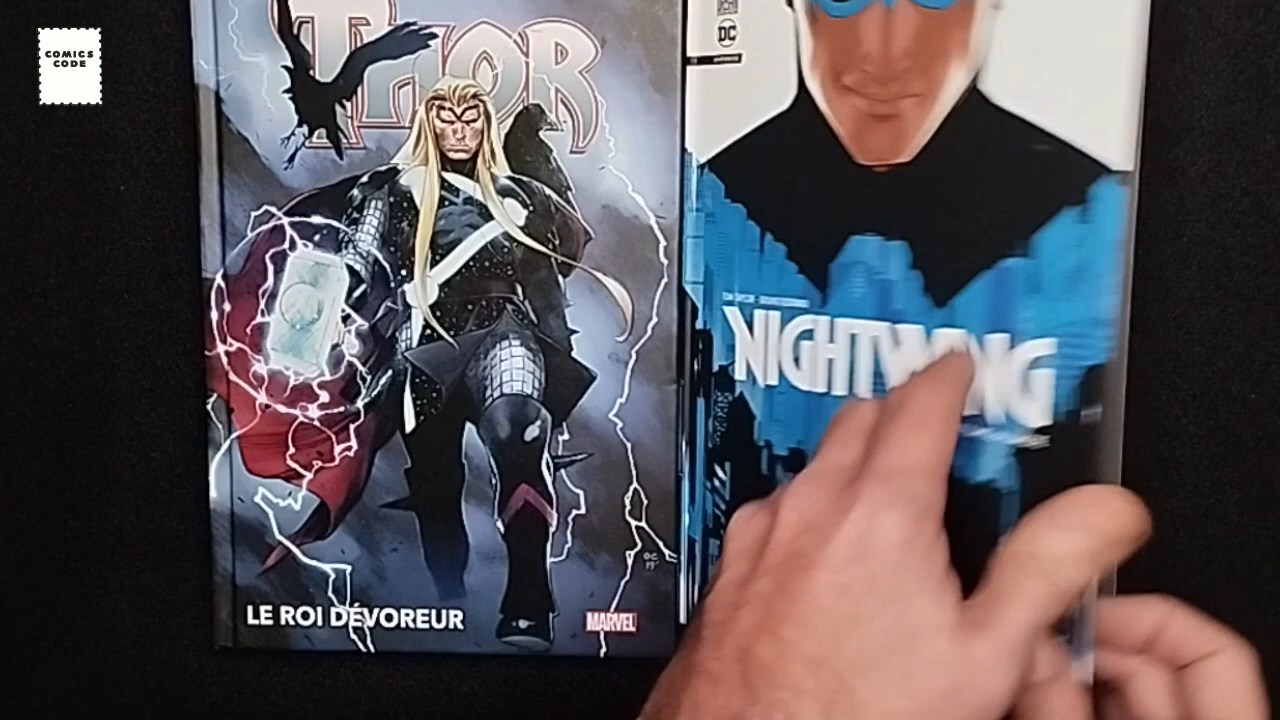 COMICS
CODE
THOR
LE ROI DÉVOREUR
MARVEL
DC
NIGHTWING